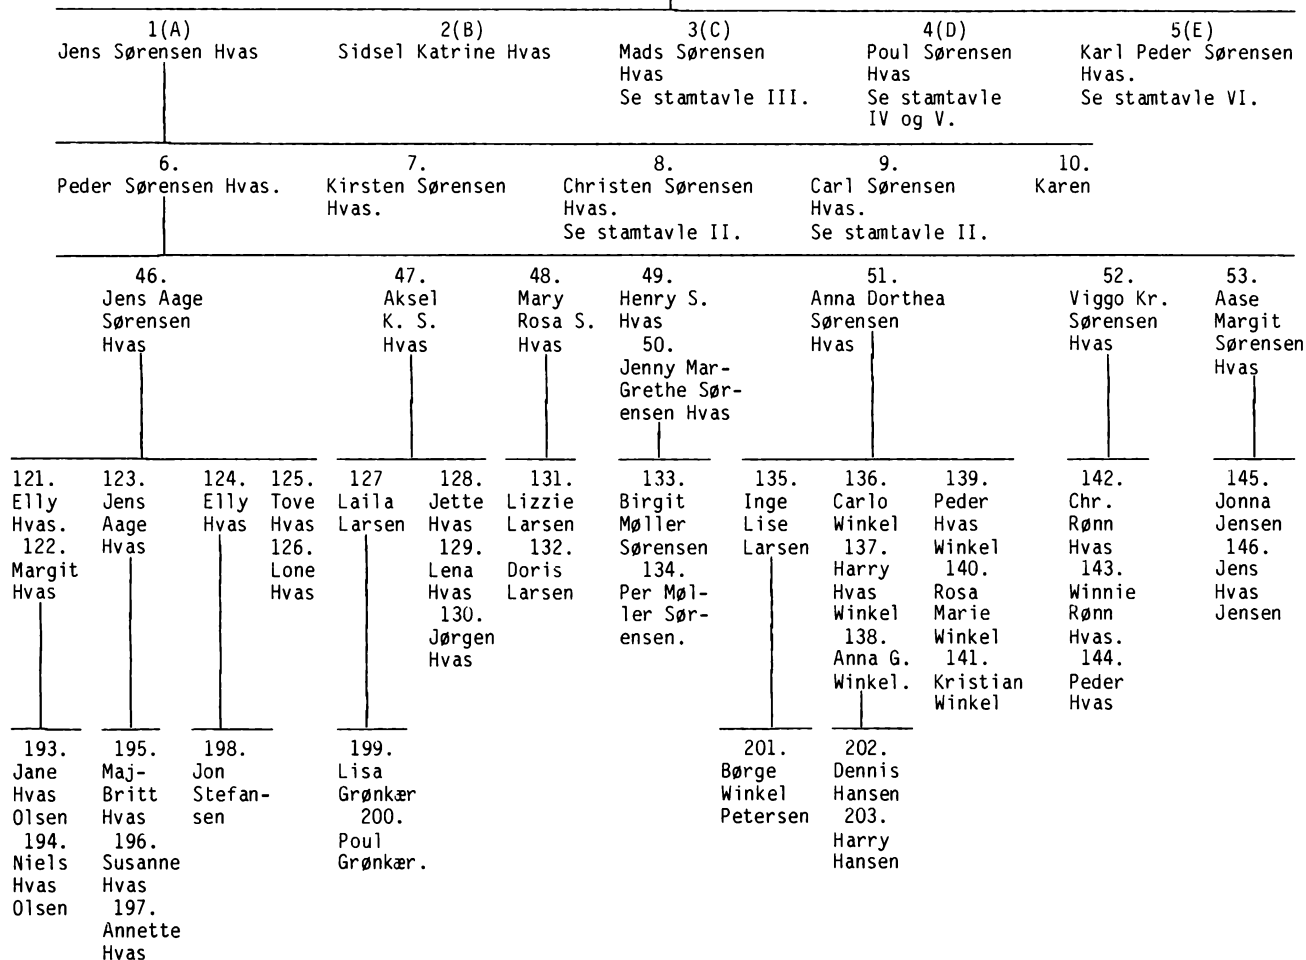 1(A)
Jens Sørensen Hvas
2(B)
Sidsel Katrine Hvas
3(C)
Mads Sørensen
Hvas
Se stamtavle III.
4(D)
Poul Sørensen
Hvas
Se stamtavle
IV og V.
5(E)
Karl Peder Sørensen
Hvas.
Se stamtavle VI.
6.
Peder Sørensen Hvas.
7.
Kirsten Sørensen
Hvas.
8.
Christen Sørensen
Hvas.
Se stamtavle II.
9.
Carl Sørensen
Hvas.
Se stamtavle II.
10.
Karen
46.
Jens Aage
Sørensen
Hvas
47.
Aksel
K. S.
Hvas
48.
Mary
Rosa S.
Hvas
49.
Henry S.
Hvas
50.
Jenny Mar-
Grethe Sør-
ensen Hvas
51.
Anna Dorthea
Sørensen
Hvas
52.
Viggo Kr.
Sørensen
Hvas
53.
Aase
Margit
Sørensen
Hvas
121.
Elly
Hvas.
122.
Margit
Hvas
123.
Jens
Aage
Hvas
124.
Elly
Hvas
125.
Tove
Hvas
126.
Lone
Hvas
127
Laila
Larsen
128.
Jette
Hvas
129.
Lena
Hvas
130.
Jørgen
Hvas
131.
Lizzie
Larsen
132.
Doris
Larsen
133.
Birgit
Møller
Sørensen
134.
Per Møl-
ler Sør-
ensen.
135.
Inge
Lise
Larsen
136.
Carlo
Winkel
137.
Harry
Hvas
Winkel
138.
Anna G.
Winkel.
139.
Peder
Hvas
Winkel
140.
Rosa
Marie
Winkel
141.
Kristian
Winkel
142.
Chr.
Rønn
Hvas
143.
Winnie
Rønn
Hvas.
144.
Peder
Hvas
145.
Jonna
Jensen
146.
Jens
Hvas
Jensen
193.
Jane
Hvas
Olsen
194.
Niels
Hvas
Olsen
195.
Maj-
Britt
Hvas
196.
Susanne
Hvas
197.
Annette
Hvas
198.
Jon
Stefan-
sen
199.
Lisa
Grønkær
200.
Poul
Grønkær.
201.
Børge
Winkel
Petersen
202.
Dennis
Hansen
203.
Harry
Hansen